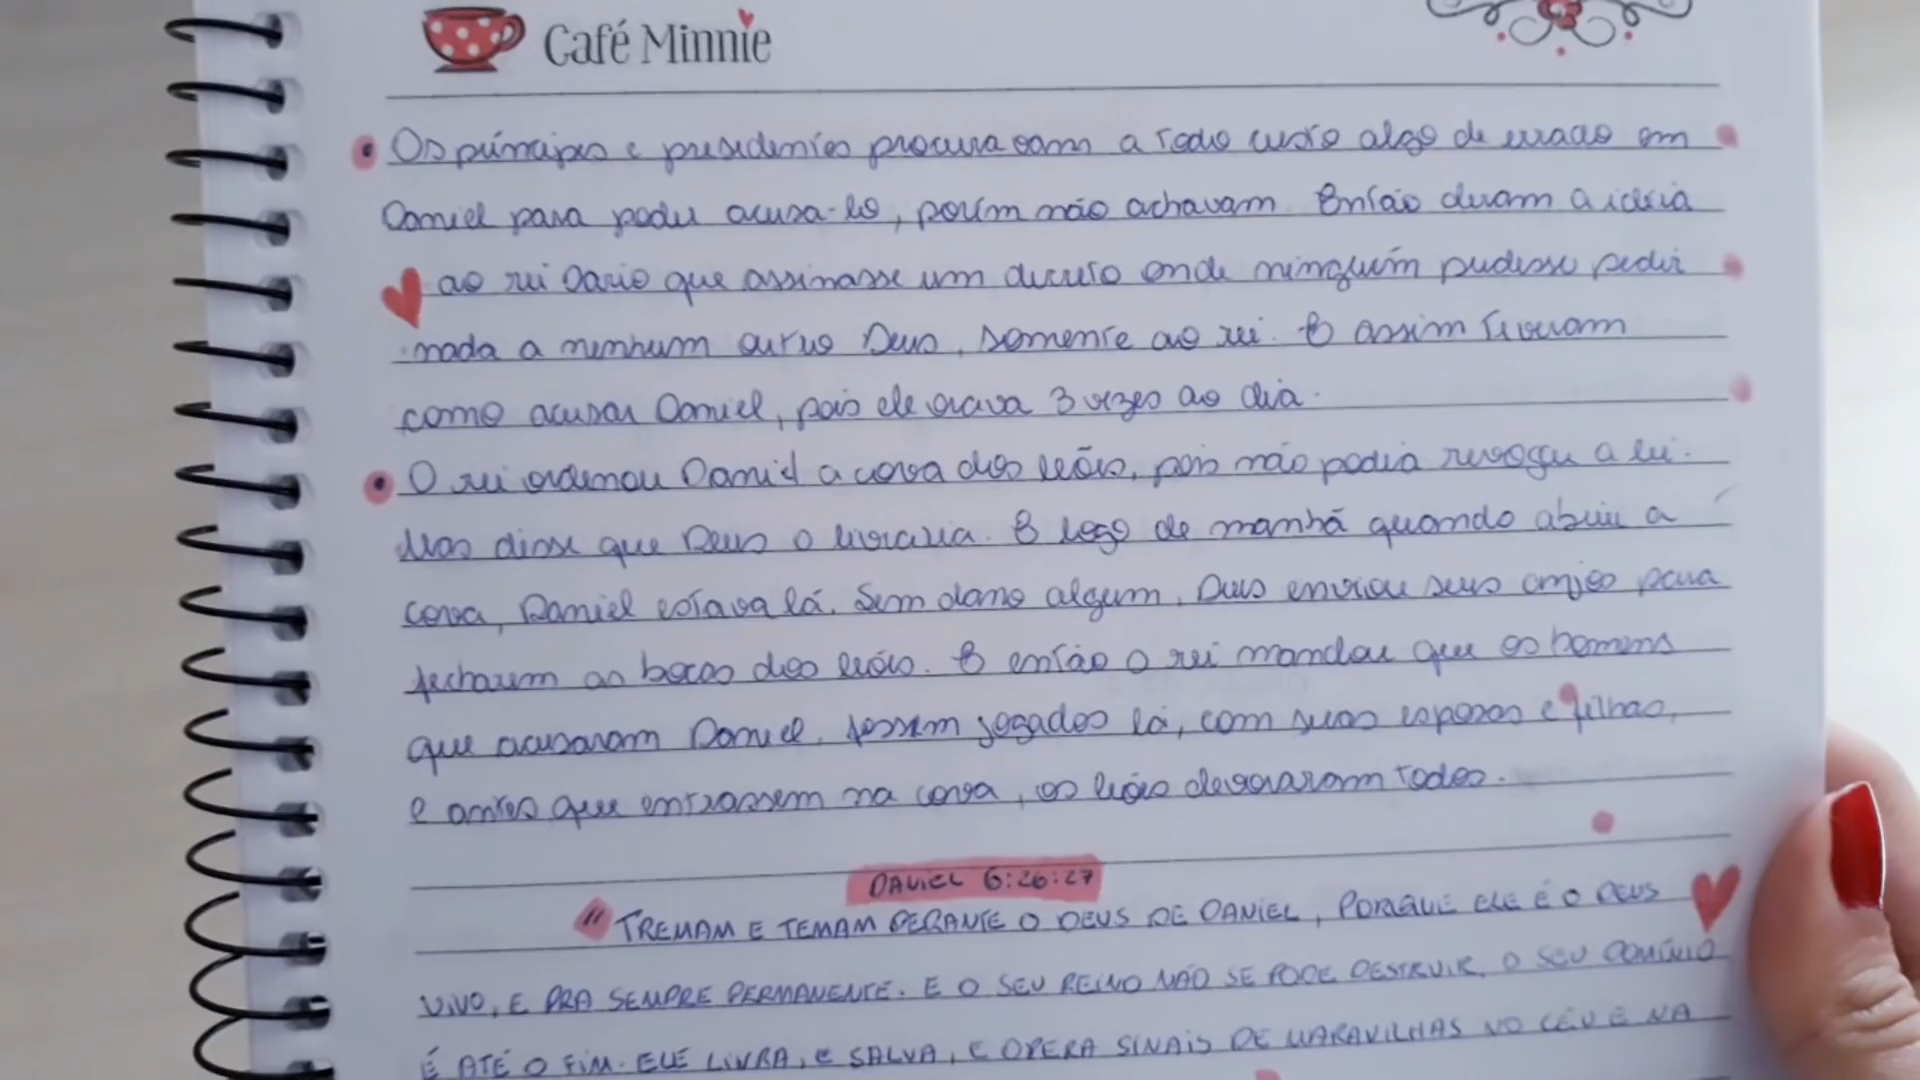 Café Minnie
Os príncipes e presidentes procuravam a todo custo algo de errado em
Daniel para poder acusa-lo, porém não achavam. Então deram a ideia
ao rei Dario que assinasse um decreto onde ninguém pudesse pedir
nada a nenhum outro Deus, somente ao rei. E assim tiveram
como acusar Daniel, pois ele orava 3 vezes ao dia.
O rei ordenou Daniel a cova dos leões, pois não podia revogar a lei.
Mas disse que Deus o livraria. E logo de manhã quando abriu a
cova, Daniel estava lá. Sem dano algum, Deus enviou seus anjos para
fecharem as bocas dos leões. E então o rei mandou que os homens
que acusaram Daniel, fossem jogados lá, com suas esposas e filhos,
e antes que entrassem na cova, os leões devoraram todos.
DANIEL 6:26:27
"TREMAM E TEMAM PERANTE O DEUS DE DANIEL, PORQUE ELE É O DEUS
VIVO, E PRA SEMPRE PERMANENTE. E O SEU REINO NÃO SE PODE DESTRUIR, O SEU DOMÍNIO
É ATÉ O FIM. ELE LIVRA, E SALVA, E OPERA SINAIS DE MARAVILHAS NO CÉU E NA